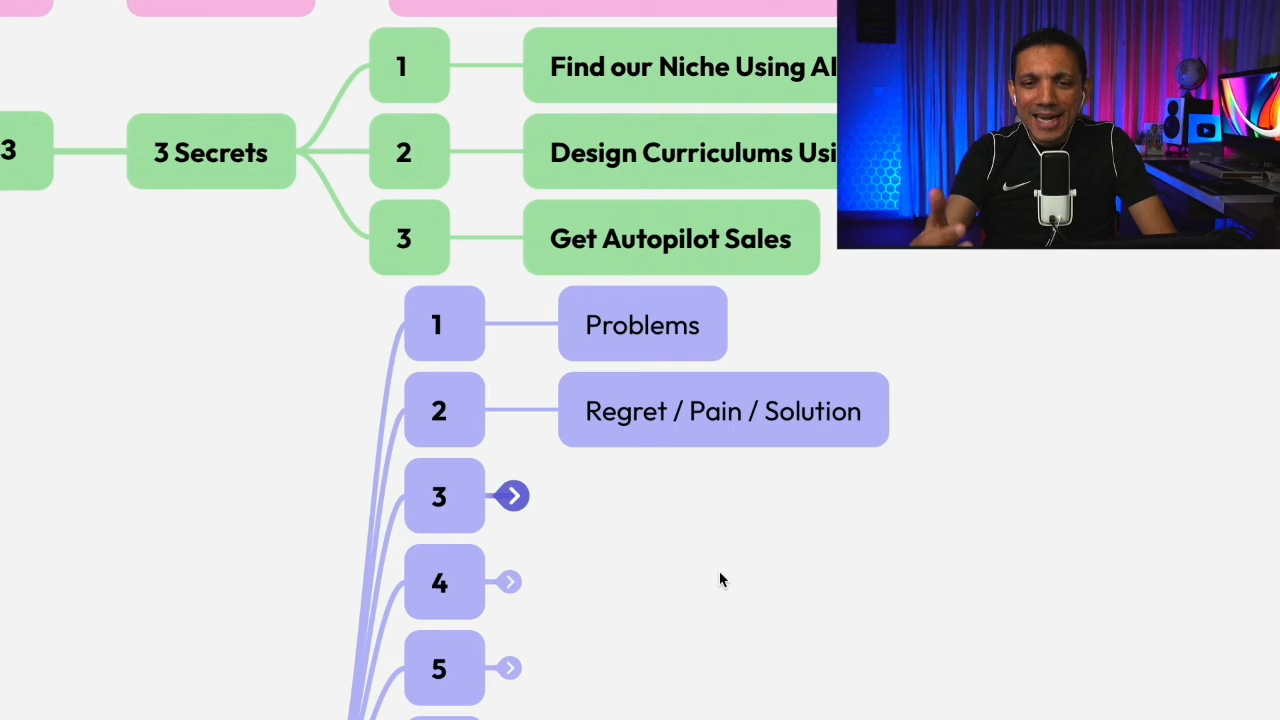 1
Find our Niche Using AI
3
3 Secrets
2
Design Curriculums Usi
3
Get Autopilot Sales
1
Problems
2
Regret / Pain / Solution
3
4
5